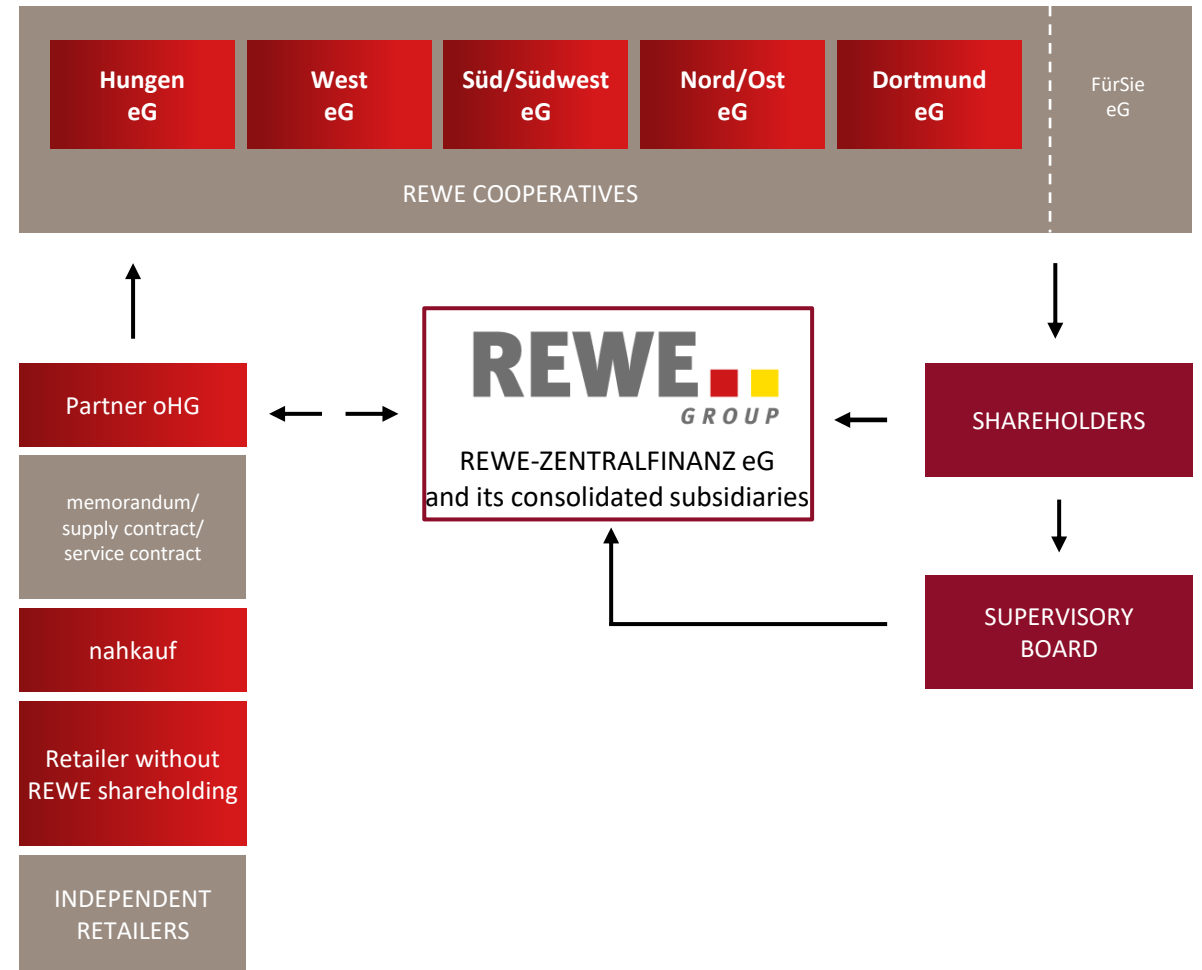 Hungen
eG
West
eG
Süd/Südwest
eG
Nord/Ost
eG
Dortmund
eG
FürSie
eG
REWE COOPERATIVES
Partner oHG
memorandum/
supply contract/
service contract
nahkauf
Retailer without
REWE shareholding
INDEPENDENT
RETAILERS
REWE
GROUP
REWE-ZENTRALFINANZ eG
and its consolidated subsidiaries
SHAREHOLDERS
SUPERVISORY
BOARD